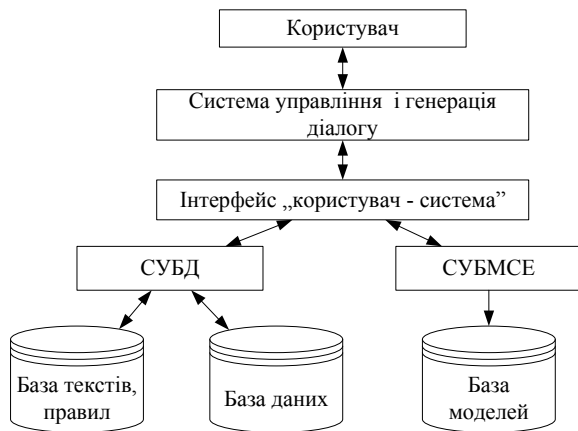 Користувач
Система управління і генерація
діалогу
Інтерфейс „користувач - система”
СУБД
СУБМСЕ
База текстів,
правил
База даних
База
моделей